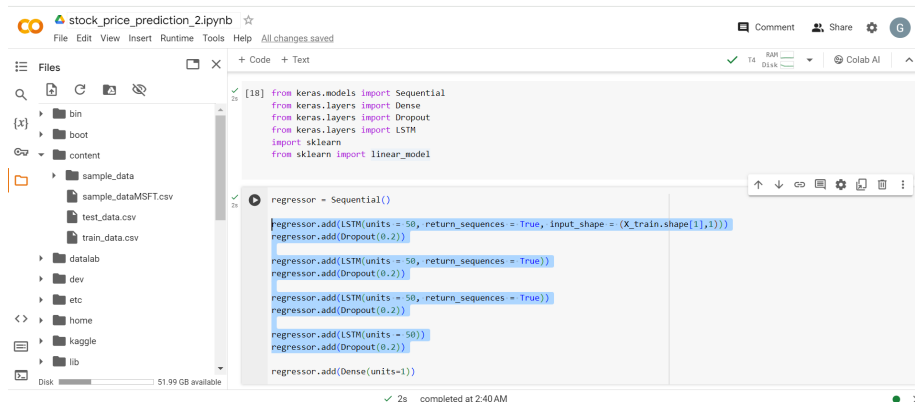 stock_price_prediction_2.ipynb
File Edit View Insert Runtime Tools Help All changes saved
Comment Share G
Files
+ Code + Text
T4 RAM Disk Colab AI
bin
boot
content
sample_data
sample_dataMSFT.csv
test_data.csv
train_data.csv
datalab
dev
etc
home
kaggle
lib
Disk 51.99 GB available
{x}
2s [18] from keras.models import Sequential
from keras.layers import Dense
from keras.layers import Dropout
from keras.layers import LSTM
import sklearn
from sklearn import linear_model
2s regressor = Sequential()
regressor.add(LSTM(units = 50, return_sequences = True, input_shape = (X_train.shape[1],1)))
regressor.add(Dropout(0.2))
regressor.add(LSTM(units = 50, return_sequences = True))
regressor.add(Dropout(0.2))
regressor.add(LSTM(units = 50, return_sequences = True))
regressor.add(Dropout(0.2))
regressor.add(LSTM(units = 50))
regressor.add(Dropout(0.2))
regressor.add(Dense(units=1))
2s completed at 2:40 AM